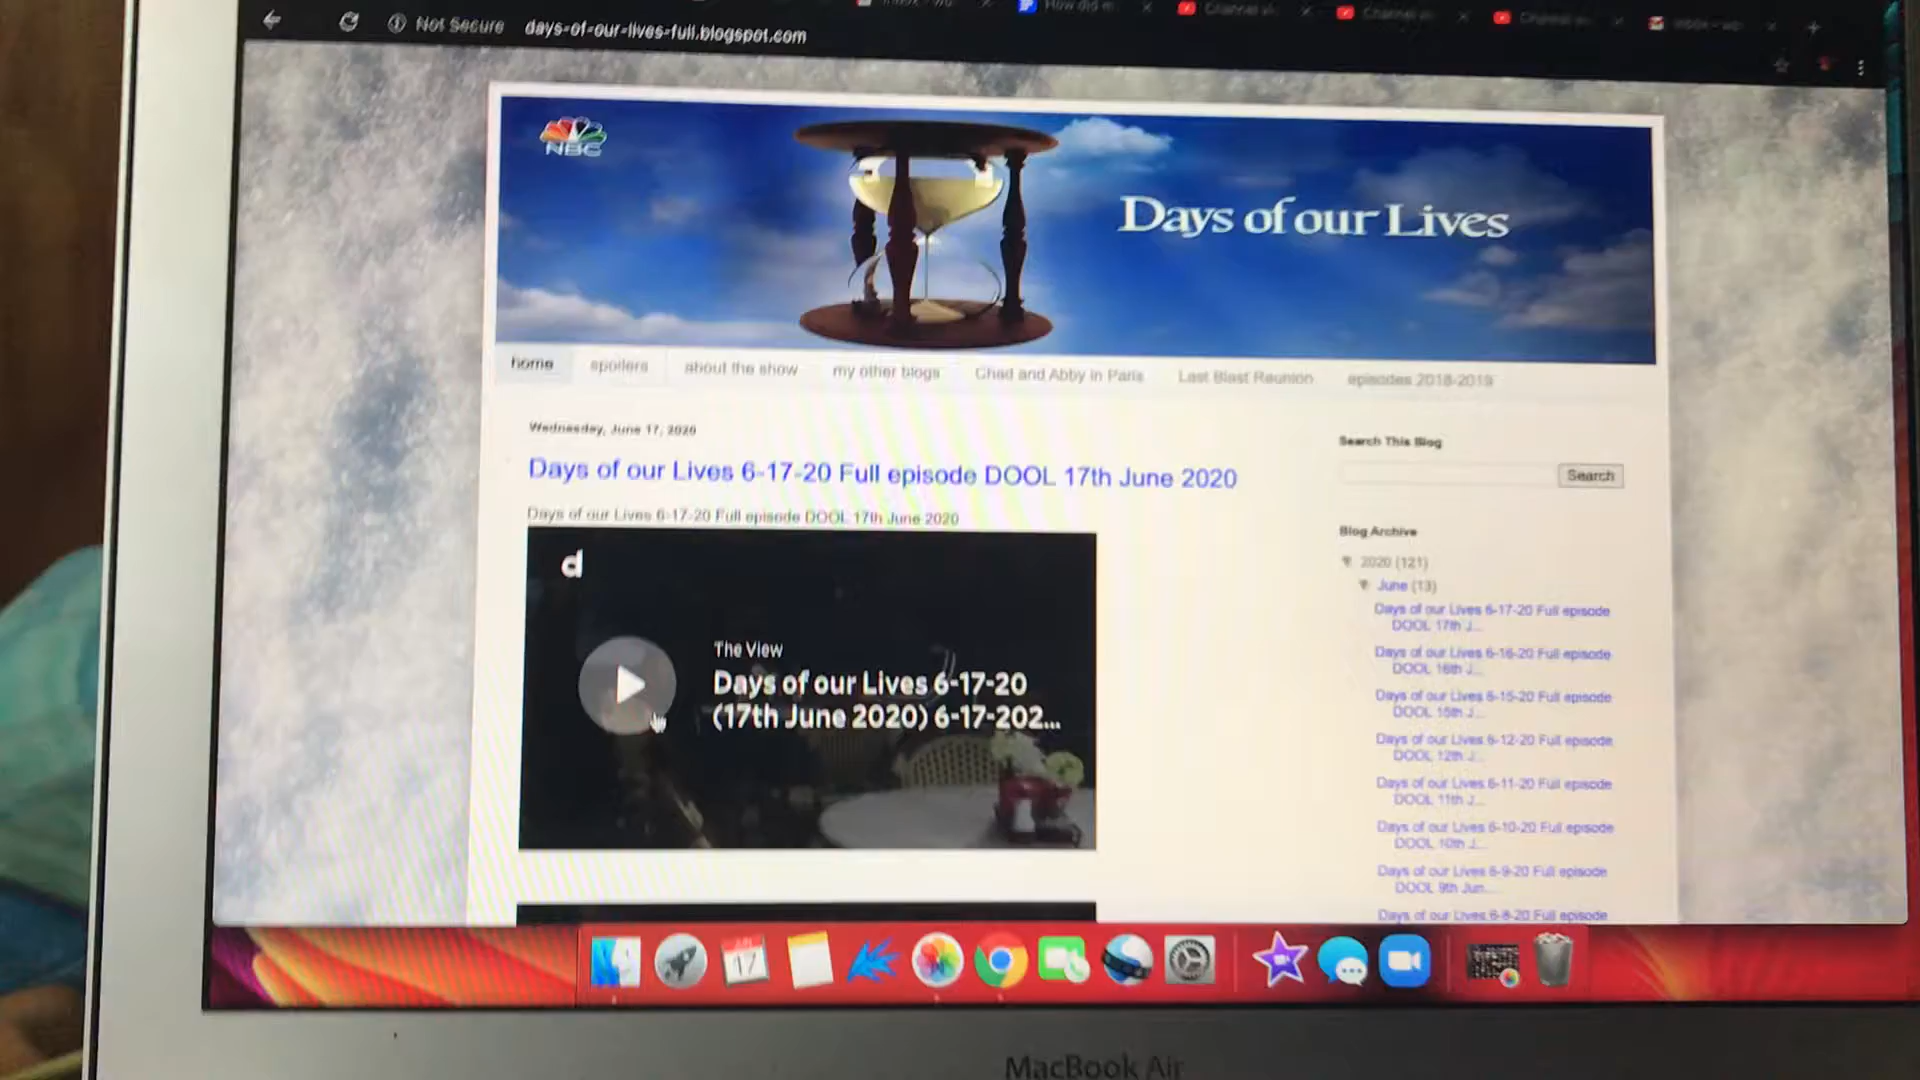 Not Secure days-of-our-lives-full.blogspot.com
NBC
Days of our Lives
home spoilers about the show my other blogs Chad and Abby in Paris Last Blast Reunion episodes 2018-2019
Wednesday, June 17, 2020
Days of our Lives 6-17-20 Full episode DOOL 17th June 2020
Days of our Lives 6-17-20 Full episode DOOL 17th June 2020
d
The View
Days of our Lives 6-17-20
(17th June 2020) 6-17-202...
Search This Blog
Search
Blog Archive
2020 (121)
June (13)
Days of our Lives 6-17-20 Full episode
DOOL 17th J...
Days of our Lives 6-16-20 Full episode
DOOL 16th J...
Days of our Lives 6-15-20 Full episode
DOOL 15th J...
Days of our Lives 6-12-20 Full episode
DOOL 12th J...
Days of our Lives 6-11-20 Full episode
DOOL 11th J...
Days of our Lives 6-10-20 Full episode
DOOL 10th J...
Days of our Lives 6-9-20 Full episode
DOOL 9th Jun...
Days of our Lives 6-8-20 Full episode
17
MacBook Air